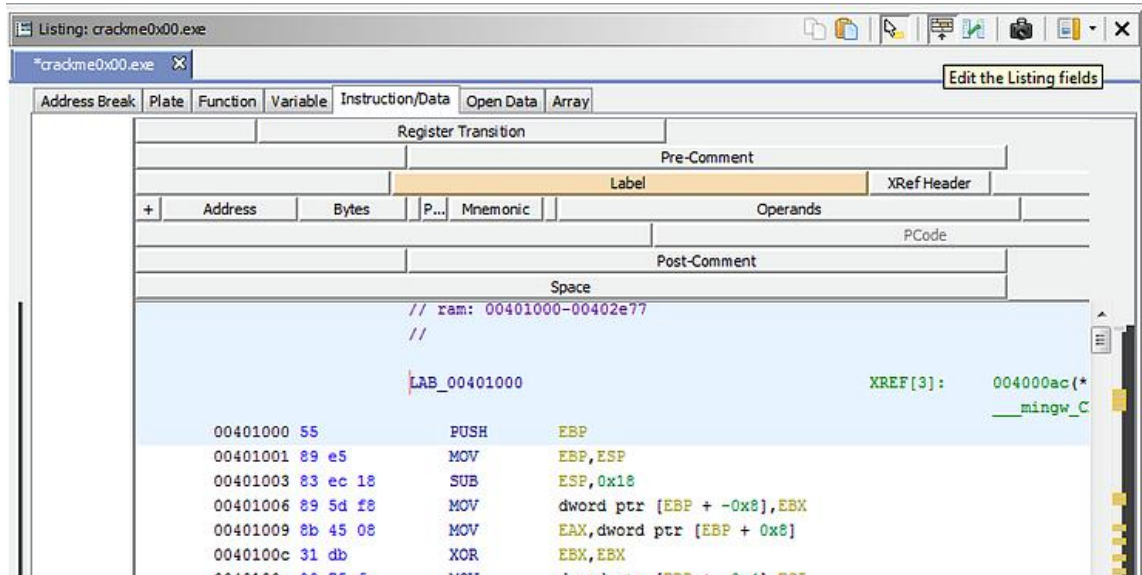 Listing: crackme0x00.exe
*crackme0x00.exe
Edit the Listing fields
Address Break Plate Function Variable Instruction/Data Open Data Array
Register Transition
Pre-Comment
Label XRef Header
+ Address Bytes P... Mnemonic Operands
PCode
Post-Comment
Space
// ram: 00401000-00402e77
//
LAB_00401000 XREF[3]: 004000ac(*
___mingw_C
00401000 55 PUSH EBP
00401001 89 e5 MOV EBP,ESP
00401003 83 ec 18 SUB ESP,0x18
00401006 89 5d f8 MOV dword ptr [EBP + -0x8],EBX
00401009 8b 45 08 MOV EAX,dword ptr [EBP + 0x8]
0040100c 31 db XOR EBX,EBX